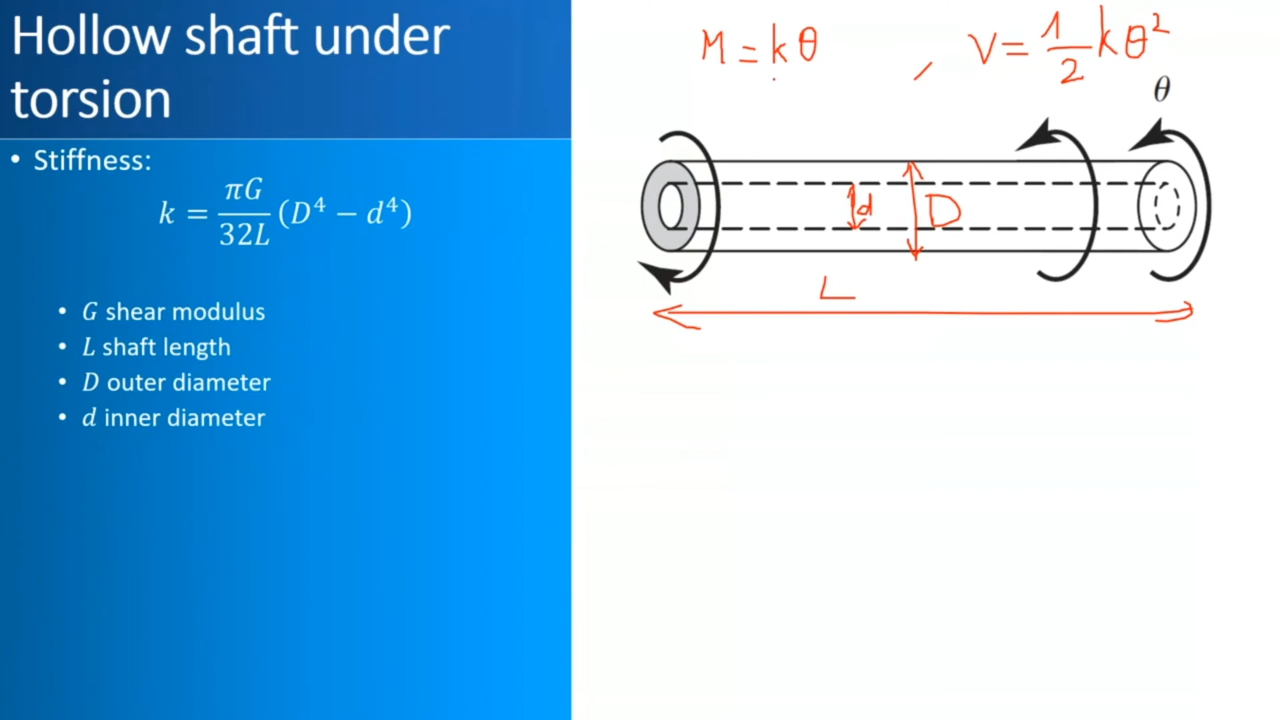 Hollow shaft under
torsion
• Stiffness:
k = πG/32L (D⁴ − d⁴)
• G shear modulus
• L shaft length
• D outer diameter
• d inner diameter
M = kθ , V = 1/2 kθ²
θ
d D
L